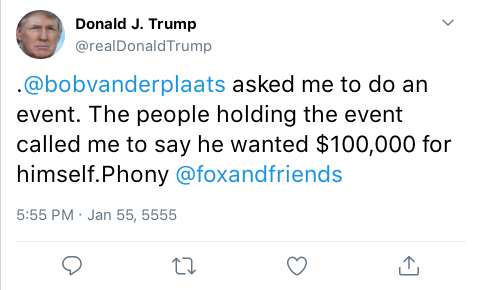 Donald J. Trump
@realDonaldTrump
.@bobvanderplaats asked me to do an
event. The people holding the event
called me to say he wanted $100,000 for
himself.Phony @foxandfriends
5:55 PM · Jan 55, 5555